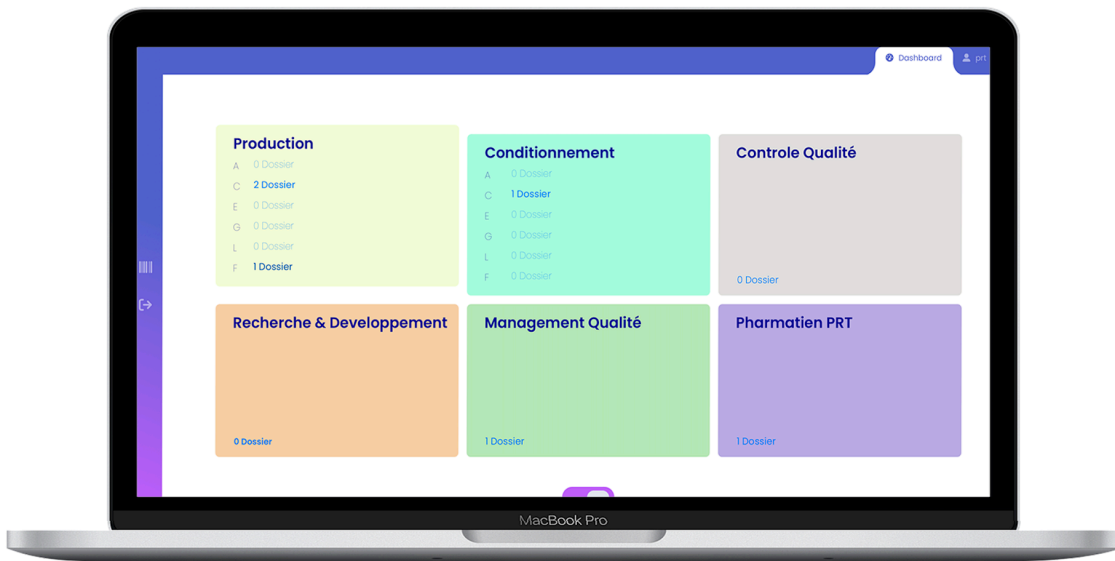 Dashboard
prt
Production
A 0 Dossier
C 2 Dossier
E 0 Dossier
G 0 Dossier
L 0 Dossier
F 1 Dossier
Conditionnement
A 0 Dossier
C 1 Dossier
E 0 Dossier
G 0 Dossier
L 0 Dossier
F 0 Dossier
Controle Qualité
0 Dossier
Recherche & Developpement
0 Dossier
Management Qualité
1 Dossier
Pharmatien PRT
1 Dossier
MacBook Pro